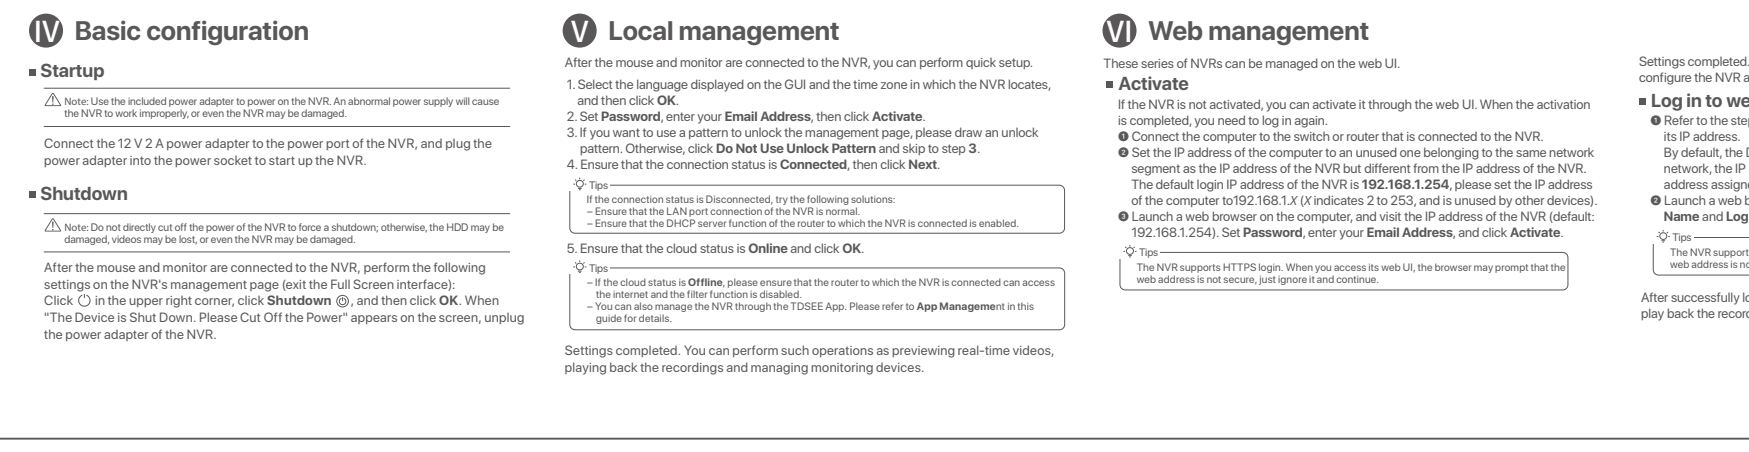 IV Basic configuration
Startup
Note: Use the included power adapter to power on the NVR. An abnormal power supply will cause
the NVR to work improperly, or even the NVR may be damaged.
Connect the 12 V 2 A power adapter to the power port of the NVR, and plug the
power adapter into the power socket to start up the NVR.
Shutdown
Note: Do not directly cut off the power of the NVR to force a shutdown; otherwise, the HDD may be
damaged, videos may be lost, or even the NVR may be damaged.
After the mouse and monitor are connected to the NVR, perform the following
settings on the NVR's management page (exit the Full Screen interface):
Click in the upper right corner, click Shutdown , and then click OK. When
"The Device is Shut Down. Please Cut Off the Power" appears on the screen, unplug
the power adapter of the NVR.
V Local management
After the mouse and monitor are connected to the NVR, you can perform quick setup.
1. Select the language displayed on the GUI and the time zone in which the NVR locates,
and then click OK.
2. Set Password, enter your Email Address, then click Activate.
3. If you want to use a pattern to unlock the management page, please draw an unlock
pattern. Otherwise, click Do Not Use Unlock Pattern and skip to step 3.
4. Ensure that the connection status is Connected, then click Next.
Tips
If the connection status is Disconnected, try the following solutions:
– Ensure that the LAN port connection of the NVR is normal.
– Ensure that the DHCP server function of the router to which the NVR is connected is enabled.
5. Ensure that the cloud status is Online and click OK.
Tips
– If the cloud status is Offline, please ensure that the router to which the NVR is connected can access
the internet and the filter function is disabled.
– You can also manage the NVR through the TDSEE App. Please refer to App Management in this
guide for details.
Settings completed. You can perform such operations as previewing real-time videos,
playing back the recordings and managing monitoring devices.
VI Web management
These series of NVRs can be managed on the web UI.
Activate
If the NVR is not activated, you can activate it through the web UI. When the activation
is completed, you need to log in again.
❶ Connect the computer to the switch or router that is connected to the NVR.
❷ Set the IP address of the computer to an unused one belonging to the same network
segment as the IP address of the NVR but different from the IP address of the NVR.
The default login IP address of the NVR is 192.168.1.254, please set the IP address
of the computer to192.168.1.X (X indicates 2 to 253, and is unused by other devices).
❸ Launch a web browser on the computer, and visit the IP address of the NVR (default:
192.168.1.254). Set Password, enter your Email Address, and click Activate.
Tips
The NVR supports HTTPS login. When you access its web UI, the browser may prompt that the
web address is not secure, just ignore it and continue.
Settings completed.
configure the NVR a
Log in to we
❶ Refer to the step
its IP address.
By default, the D
network, the IP
address assigne
❷ Launch a web b
Name and Log
Tips
The NVR support
web address is no
After successfully lo
play back the record